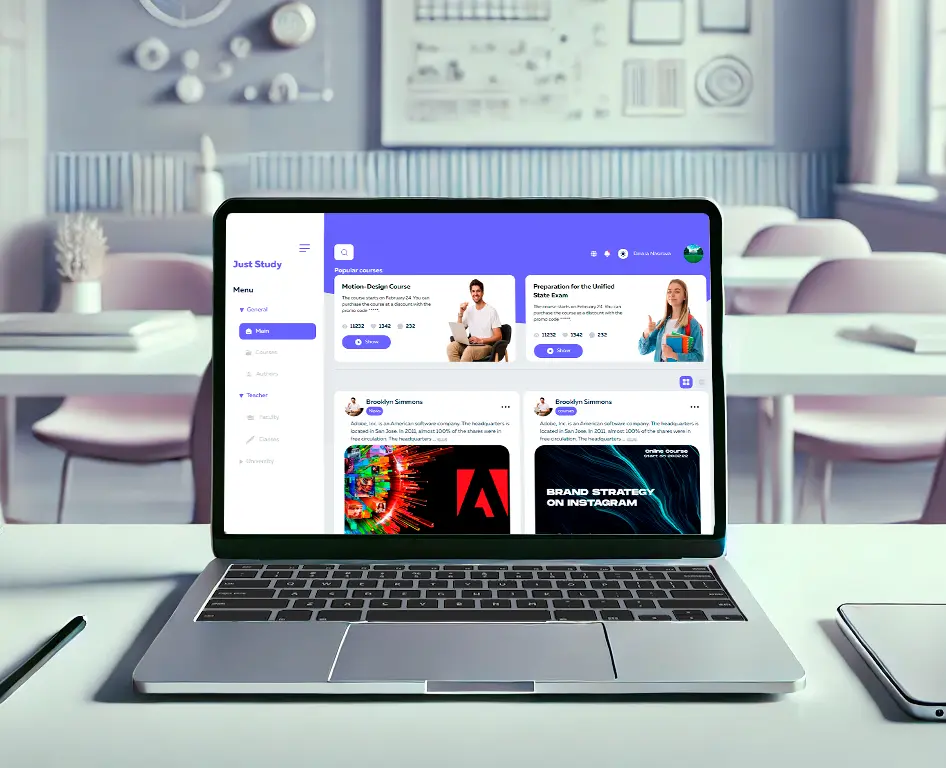 Just Study
Menu
General
Main
Courses
Authors
Teacher
Faculty
Courses
University
Popular courses
Motion-Design Course
The course starts on February 24. You can
purchase the course at a discount with the
promo code "****".
11232 1342 232
Show
Preparation for the Unified
State Exam
The course starts on February 24. You can
purchase the course at a discount with the
promo code "****".
11232 1342 232
Show
Brooklyn Simmons
News
Adobe, Inc. is an American software company. The headquarters is
located in San Jose. In 2011, almost 100% of the shares were in
free circulation. The headquarters ...
Brooklyn Simmons
courses
Adobe, Inc. is an American software company. The headquarters is
located in San Jose. In 2011, almost 100% of the shares were in
free circulation. The headquarters ...
Online Course
BRAND STRATEGY
ON INSTAGRAM